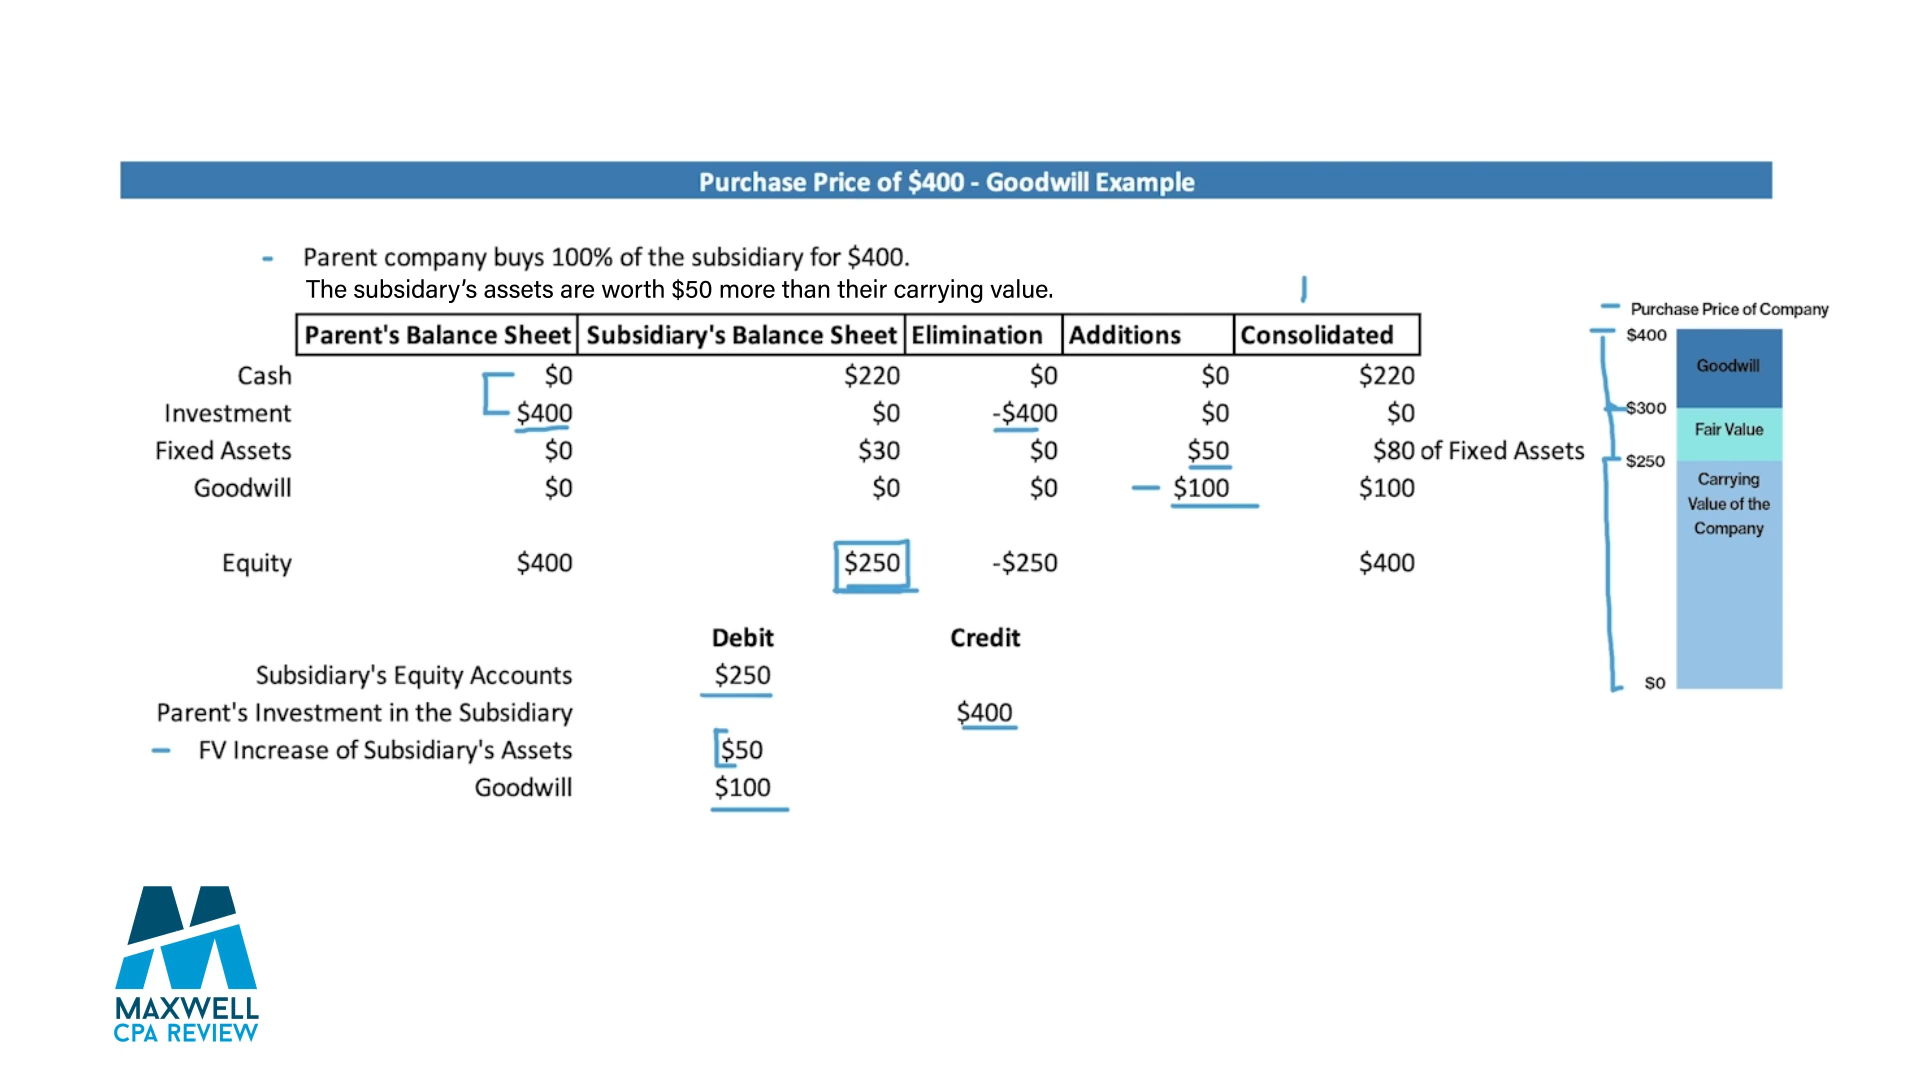 Purchase Price of $400 - Goodwill Example
- Parent company buys 100% of the subsidiary for $400.
The subsidary's assets are worth $50 more than their carrying value.
Parent's Balance Sheet Subsidiary's Balance Sheet Elimination Additions Consolidated
Cash $0 $220 $0 $0 $220
Investment $400 $0 -$400 $0 $0
Fixed Assets $0 $30 $0 $50 $80 of Fixed Assets
Goodwill $0 $0 $0 $100 $100
Equity $400 $250 -$250 $400
Debit Credit
Subsidiary's Equity Accounts $250
Parent's Investment in the Subsidiary $400
FV Increase of Subsidiary's Assets $50
Goodwill $100
Purchase Price of Company
$400
Goodwill
$300
Fair Value
$250
Carrying
Value of the
Company
$0
MAXWELL
CPA REVIEW